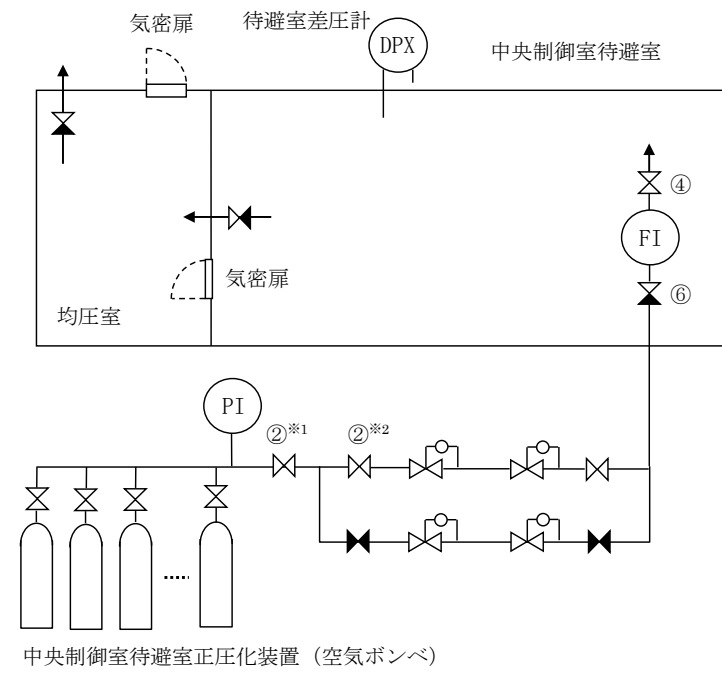 気密扉
待避室差圧計
DPX
中央制御室待避室
④
FI
気密扉
⑥
均圧室
PI
②※1
②※2
中央制御室待避室正圧化装置（空気ボンベ）